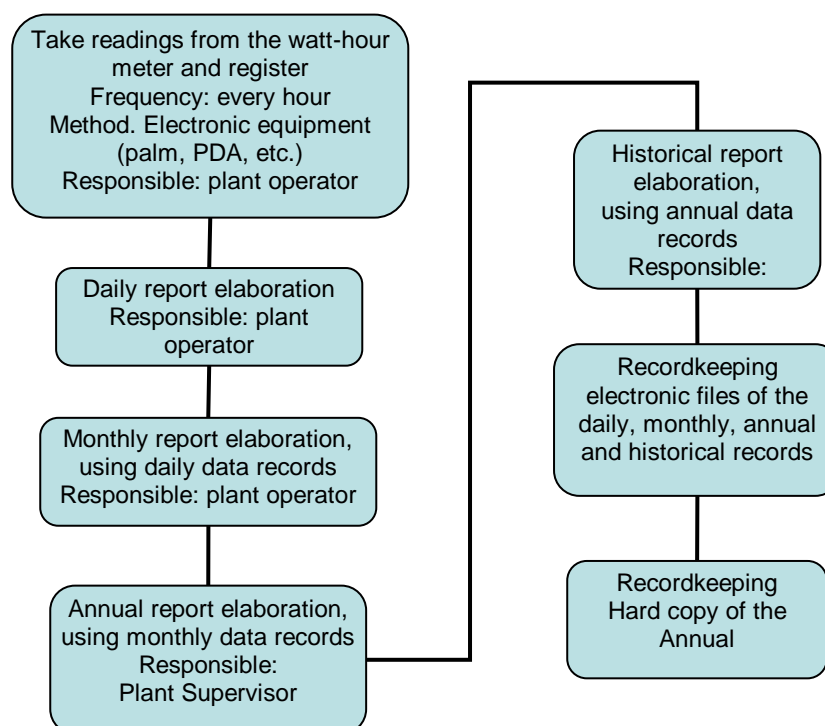 Take readings from the watt-hour
meter and register
Frequency: every hour
Method. Electronic equipment
(palm, PDA, etc.)
Responsible: plant operator
Daily report elaboration
Responsible: plant
operator
Monthly report elaboration,
using daily data records
Responsible: plant operator
Annual report elaboration,
using monthly data records
Responsible:
Plant Supervisor
Historical report
elaboration,
using annual data
records
Responsible:
Recordkeeping
electronic files of the
daily, monthly, annual
and historical records
Recordkeeping
Hard copy of the
Annual